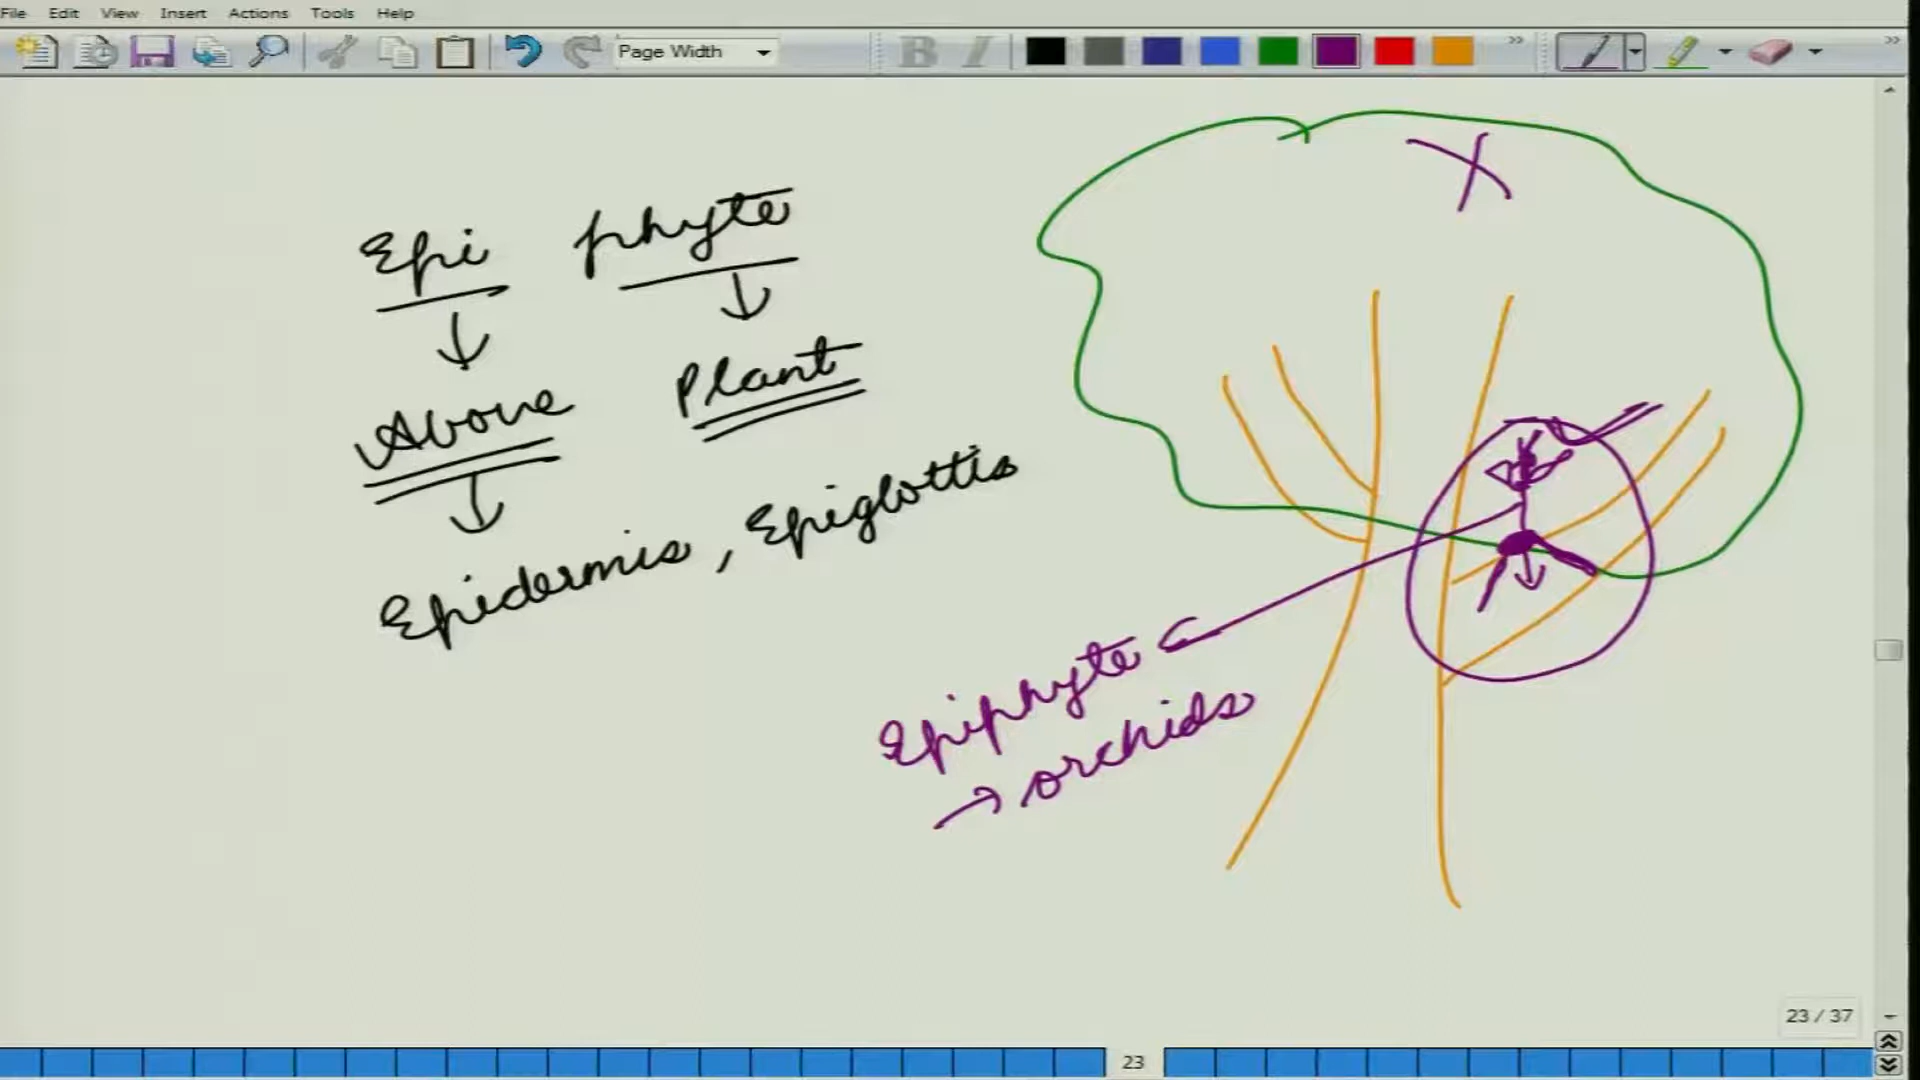 File Edit View Insert Actions Tools Help
Page Width
B I
Epi phyte
Above Plant
Epidermis, Epiglottis
X
Epiphyte
→ orchids
23 / 37
23